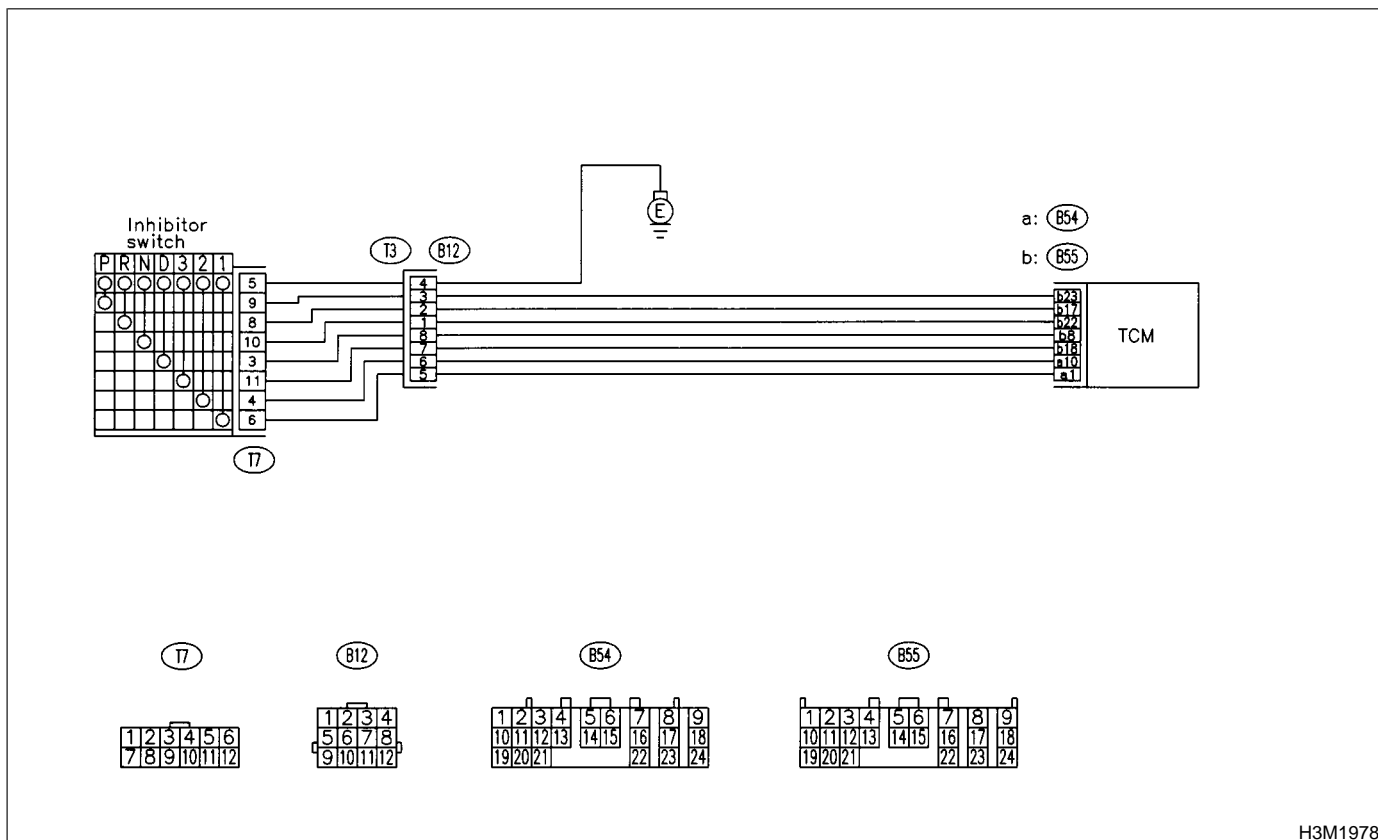 Inhibitor
switch
P R N D 3 2 1
5
9
8
10
3
11
4
6
T7
T3 B12
4
3
2
1
8
7
6
5
E
a: B54
b: B55
b23
b17
b22
b8
b18
a10
a1
TCM
T7
1 2 3 4 5 6
7 8 9 10 11 12
B12
1 2 3 4
5 6 7 8
9 10 11 12
B54
1 2 3 4 5 6 7 8 9
10 11 12 13 14 15 16 17 18
19 20 21 22 23 24
B55
1 2 3 4 5 6 7 8 9
10 11 12 13 14 15 16 17 18
19 20 21 22 23 24
H3M1978